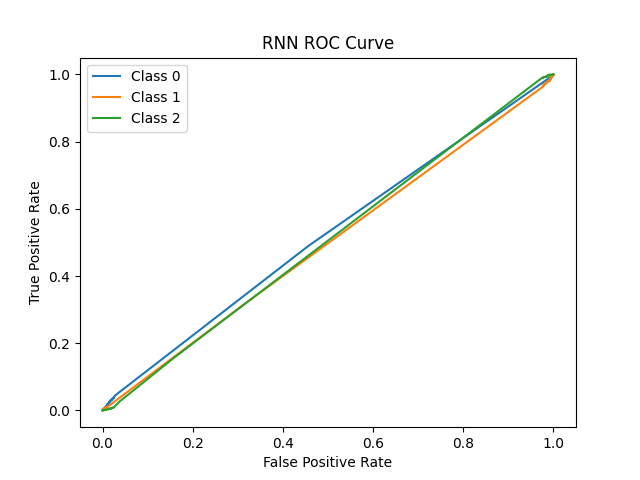 RNN ROC Curve
Class 0
Class 1
Class 2
True Positive Rate
1.0
0.8
0.6
0.4
0.2
0.0
0.0 0.2 0.4 0.6 0.8 1.0
False Positive Rate